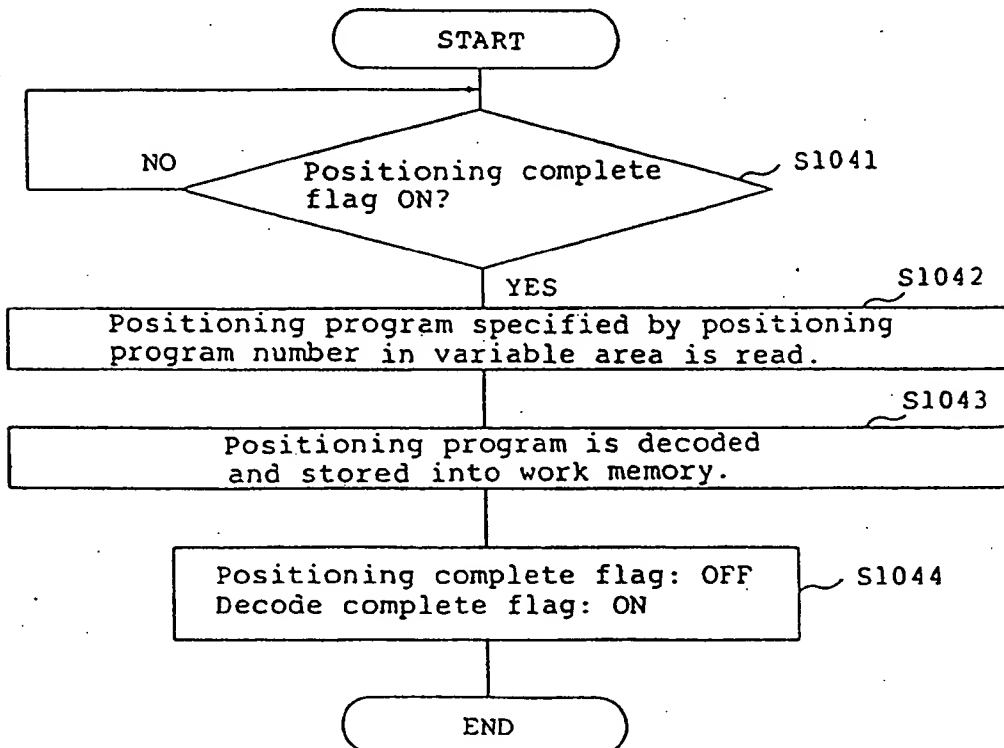 START
NO
Positioning complete
flag ON?
S1041
YES
S1042
Positioning program specified by positioning
program number in variable area is read.
S1043
Positioning program is decoded
and stored into work memory.
Positioning complete flag: OFF
Decode complete flag: ON
S1044
END